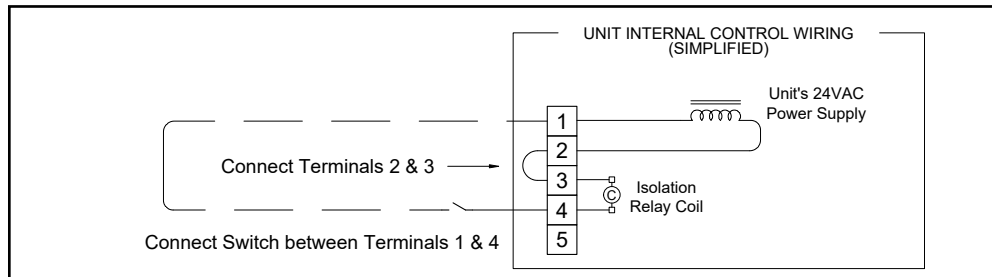 UNIT INTERNAL CONTROL WIRING
(SIMPLIFIED)
Unit's 24VAC
Power Supply
1
2
Connect Terminals 2 & 3
3
Isolation
Relay Coil
C
4
Connect Switch between Terminals 1 & 4
5